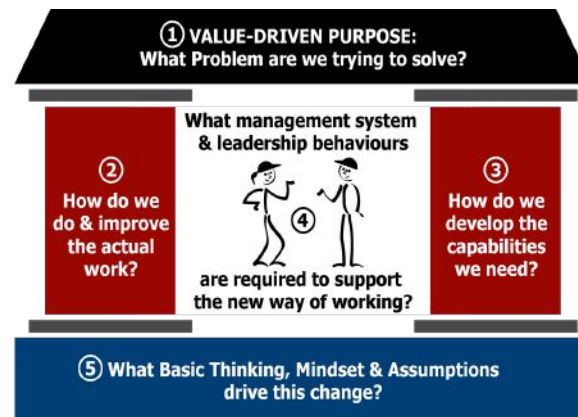 ① VALUE-DRIVEN PURPOSE:
What Problem are we trying to solve?
②
How do we
do & improve
the actual
work?
What management system
& leadership behaviours
④
are required to support
the new way of working?
③
How do we
develop the
capabilities
we need?
⑤ What Basic Thinking, Mindset & Assumptions
drive this change?